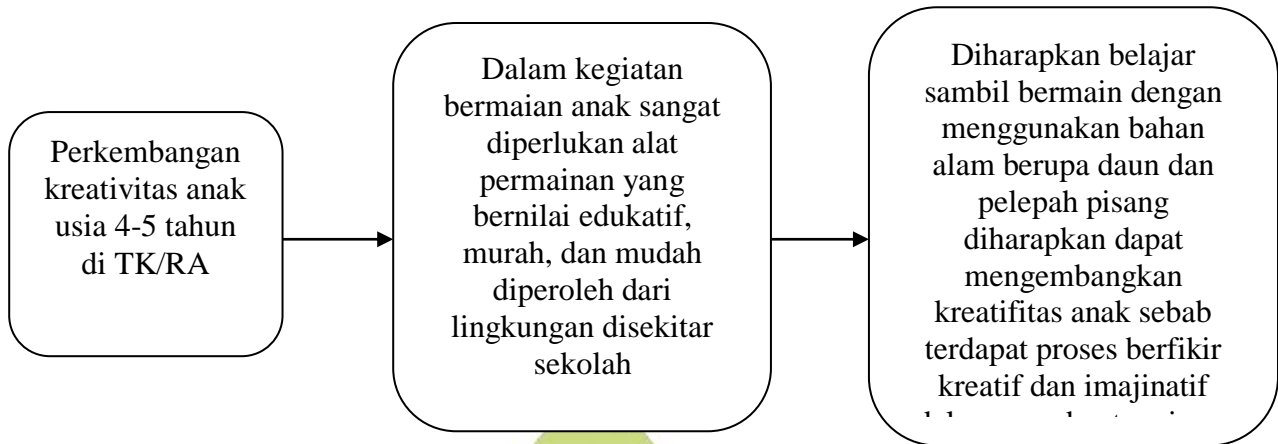 Perkembangan
kreativitas anak
usia 4-5 tahun
di TK/RA
Dalam kegiatan
bermaian anak sangat
diperlukan alat
permainan yang
bernilai edukatif,
murah, dan mudah
diperoleh dari
lingkungan disekitar
sekolah
Diharapkan belajar
sambil bermain dengan
menggunakan bahan
alam berupa daun dan
pelepah pisang
diharapkan dapat
mengembangkan
kreatifitas anak sebab
terdapat proses berfikir
kreatif dan imajinatif